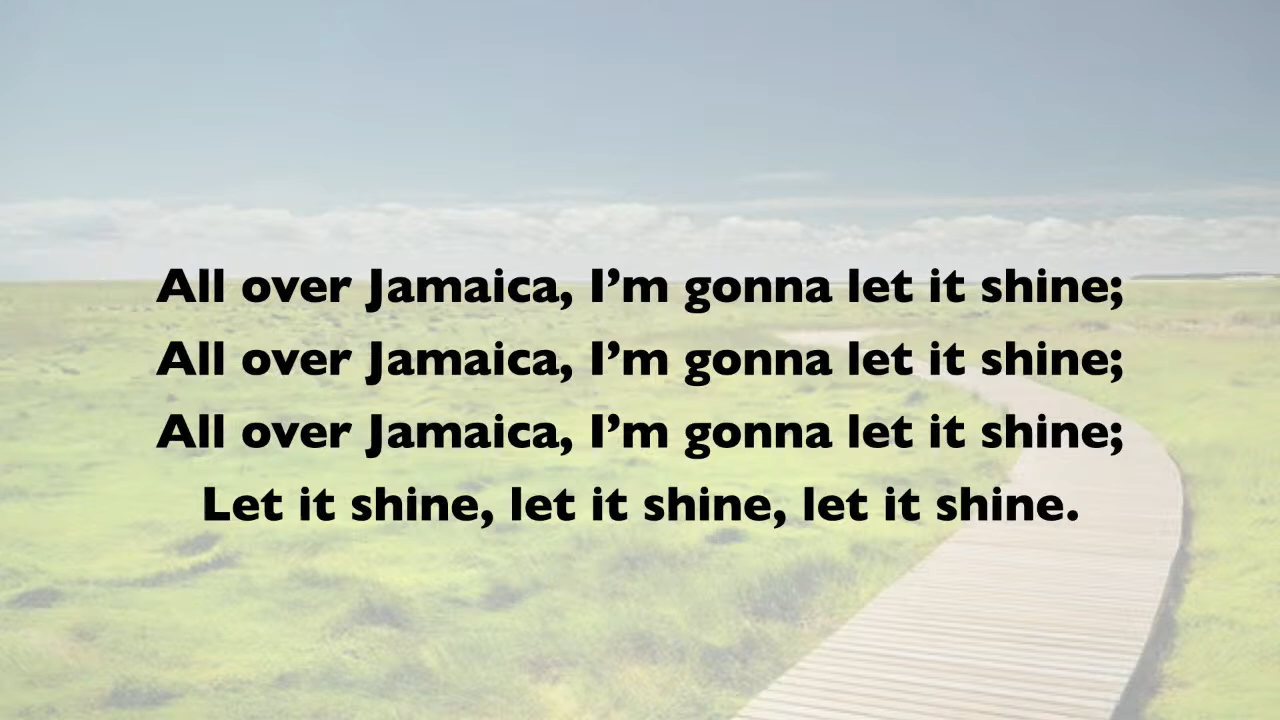 All over Jamaica, I’m gonna let it shine;
All over Jamaica, I’m gonna let it shine;
All over Jamaica, I’m gonna let it shine;
Let it shine, let it shine, let it shine.